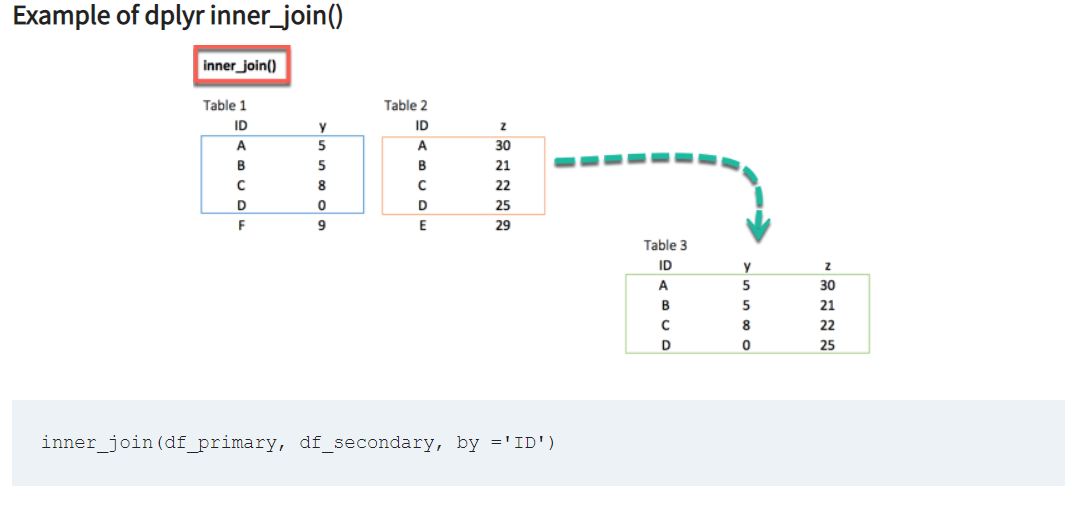 Example of dplyr inner_join()
inner_join()
Table 1
ID y
A 5
B 5
C 8
D 0
F 9
Table 2
ID z
A 30
B 21
C 22
D 25
E 29
Table 3
ID y z
A 5 30
B 5 21
C 8 22
D 0 25
inner_join(df_primary, df_secondary, by ='ID')